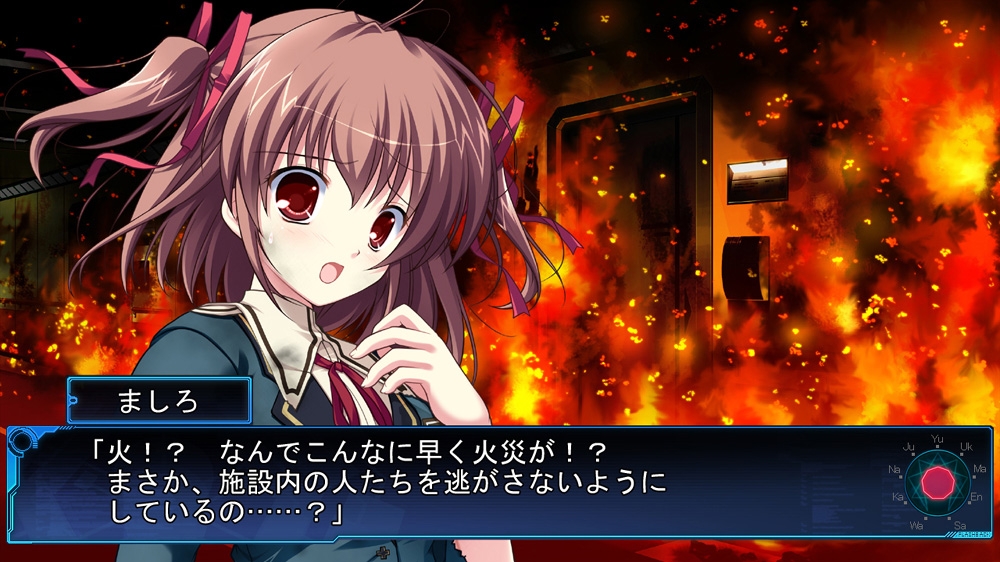 ましろ
「火！？　なんでこんなに早く火災が！？
まさか、施設内の人たちを逃がさないように
しているの……？」
Yu
Ju
Uk
Na
Ma
Ka
En
Wa
Sa